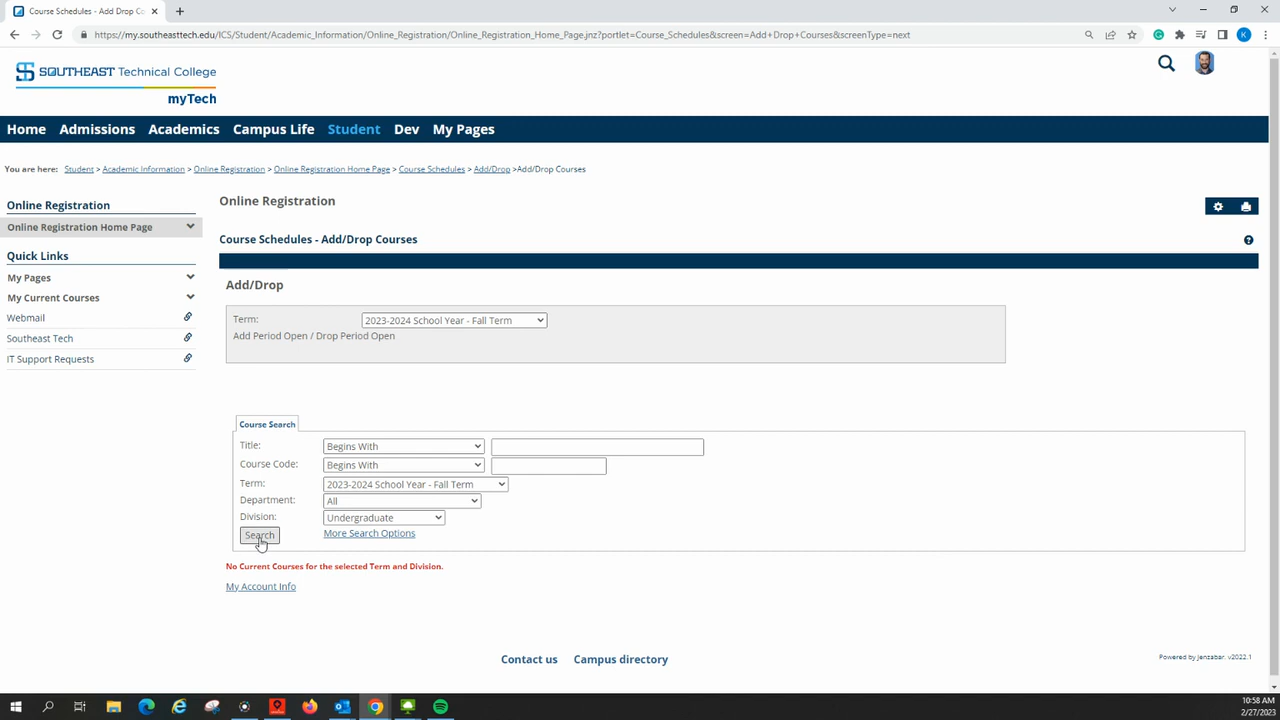 Course Schedules - Add Drop Co
https://my.southeasttech.edu/ICS/Student/Academic_Information/Online_Registration/Online_Registration_Home_Page.jnz?portlet=Course_Schedules&screen=Add+Drop+Courses&screenType=next
K
SOUTHEAST Technical College
myTech
Home Admissions Academics Campus Life Student Dev My Pages
You are here: Student > Academic Information > Online Registration > Online Registration Home Page > Course Schedules > Add/Drop >Add/Drop Courses
Online Registration
Online Registration Home Page
Quick Links
My Pages
My Current Courses
Webmail
Southeast Tech
IT Support Requests
Online Registration
Course Schedules - Add/Drop Courses
Add/Drop
Term: 2023-2024 School Year - Fall Term
Add Period Open / Drop Period Open
Course Search
Title: Begins With
Course Code: Begins With
Term: 2023-2024 School Year - Fall Term
Department: All
Division: Undergraduate
Search More Search Options
No Current Courses for the selected Term and Division.
My Account Info
Contact us Campus directory
Powered by Jenzabar. v2022.1
10:58 AM
2/27/2023